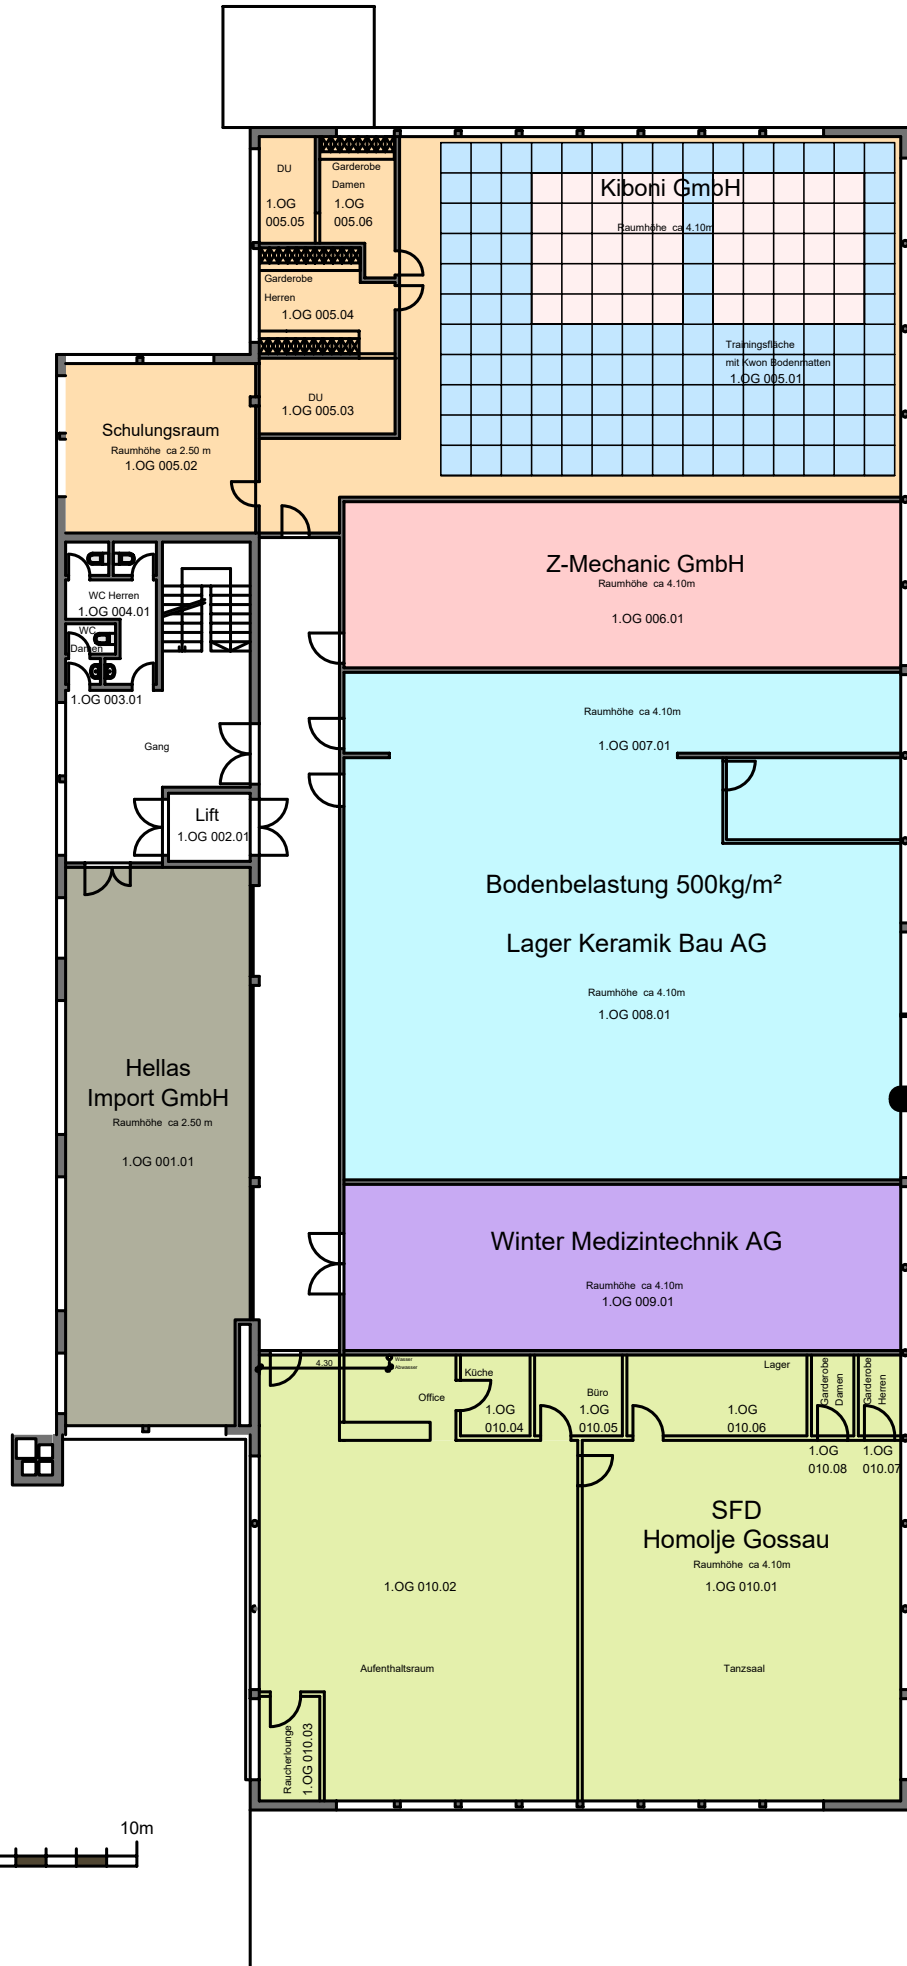 DU
1.OG
005.05
Garderobe
Damen
1.OG
005.06
Kiboni GmbH
Raumhöhe ca 4.10m
Garderobe
Herren
1.OG 005.04
Trainingsfläche
mit Kwon Bodenmatten
1.OG 005.01
DU
1.OG 005.03
Schulungsraum
Raumhöhe ca 2.50 m
1.OG 005.02
Z-Mechanic GmbH
Raumhöhe ca 4.10m
1.OG 006.01
WC Herren
1.OG 004.01
WC
Damen
1.OG 003.01
Gang
Raumhöhe ca 4.10m
1.OG 007.01
Lift
1.OG 002.01
Bodenbelastung 500kg/m²
Lager Keramik Bau AG
Raumhöhe ca 4.10m
1.OG 008.01
Hellas
Import GmbH
Raumhöhe ca 2.50 m
1.OG 001.01
Winter Medizintechnik AG
Raumhöhe ca 4.10m
1.OG 009.01
4.30
Wasser
Abwasser
Office
Küche
1.OG
010.04
Büro
1.OG
010.05
Lager
1.OG
010.06
Garderobe
Damen
1.OG
010.08
Garderobe
Herren
1.OG
010.07
SFD
Homolje Gossau
Raumhöhe ca 4.10m
1.OG 010.01
1.OG 010.02
Aufenthaltsraum
Tanzsaal
Raucherlounge
1.OG 010.03
10m